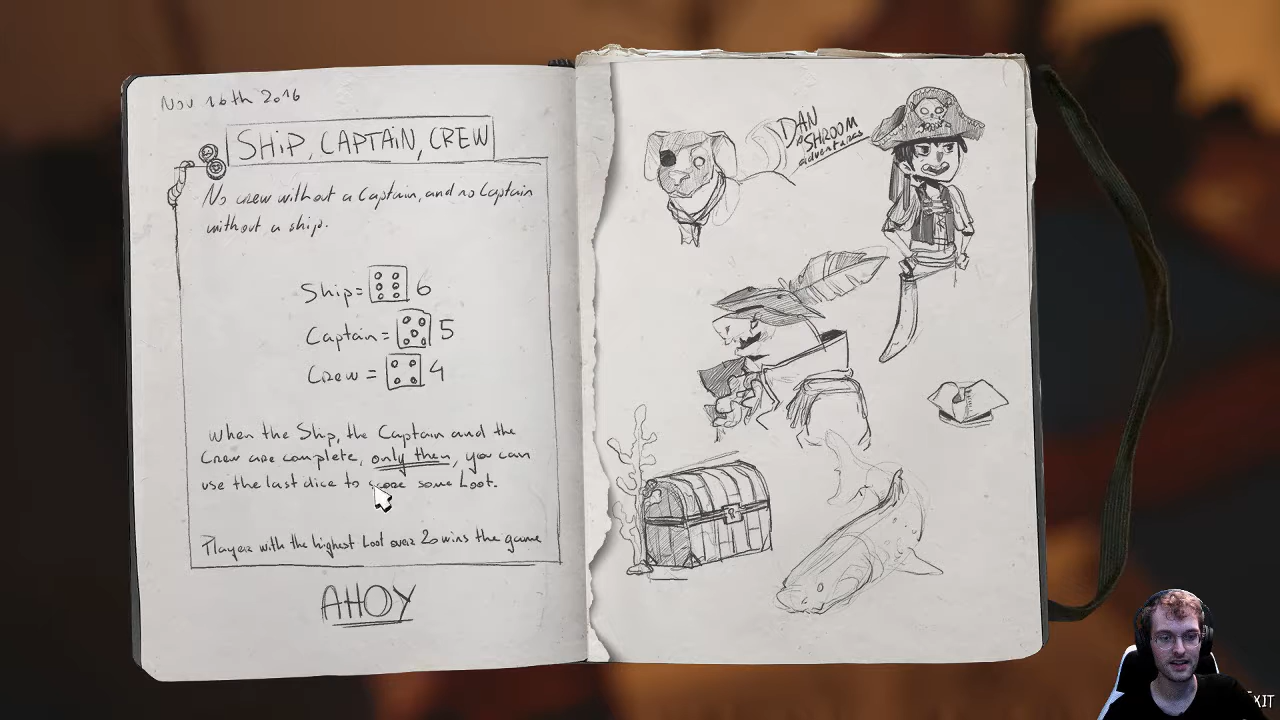 Nov 16th 2016
SHIP, CAPTAIN, CREW
No crew without a Captain, and no Captain
without a ship.
Ship= 6
Captain= 5
Crew = 4
When the Ship, the Captain and the
Crew are complete, only then, you can
use the last dice to some Loot.
Player with the highest Loot over 20 wins the game
AHOY
DAN
SHROOM
adventures
EXIT